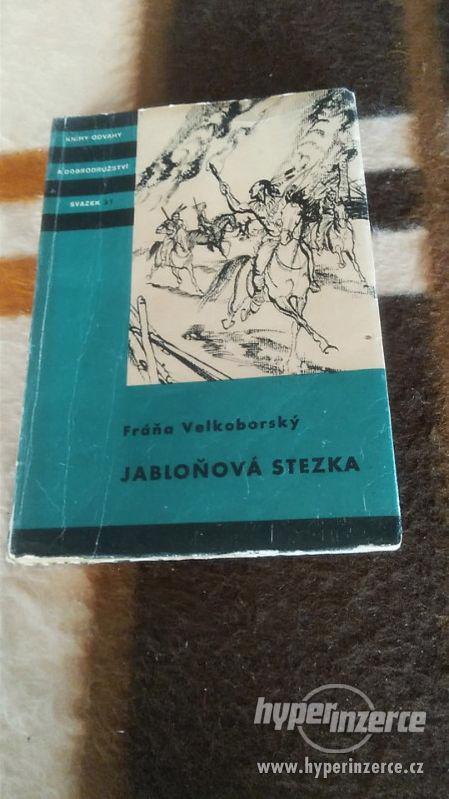 KNIHY ODVAHY
A DOBRODRUŽSTVÍ
SVAZEK
Fráňa Velkoborský
JABLOŇOVÁ STEZKA
hyperinzerce
www.hyperinzerce.cz